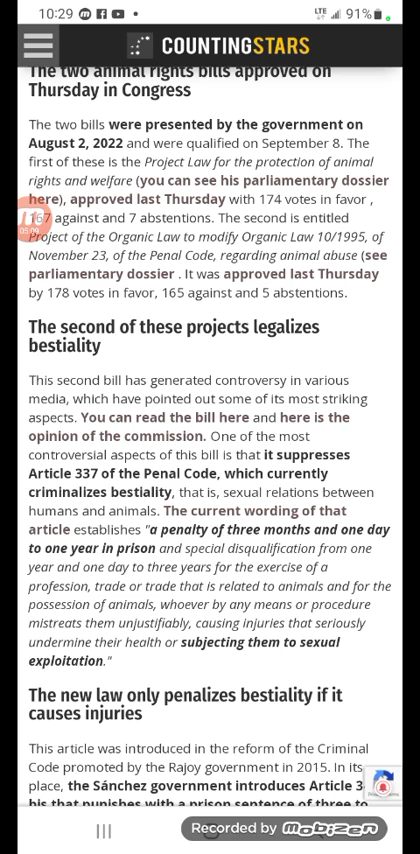 10:29
LTE
91%
COUNTINGSTARS
The two animal rights bills approved on
Thursday in Congress
The two bills were presented by the government on
August 2, 2022 and were qualified on September 8. The
first of these is the Project Law for the protection of animal
rights and welfare (you can see his parliamentary dossier
here), approved last Thursday with 174 votes in favor ,
167 against and 7 abstentions. The second is entitled
Project of the Organic Law to modify Organic Law 10/1995, of
November 23, of the Penal Code, regarding animal abuse (see
parliamentary dossier . It was approved last Thursday
by 178 votes in favor, 165 against and 5 abstentions.
05:09
The second of these projects legalizes
bestiality
This second bill has generated controversy in various
media, which have pointed out some of its most striking
aspects. You can read the bill here and here is the
opinion of the commission. One of the most
controversial aspects of this bill is that it suppresses
Article 337 of the Penal Code, which currently
criminalizes bestiality, that is, sexual relations between
humans and animals. The current wording of that
article establishes "a penalty of three months and one day
to one year in prison and special disqualification from one
year and one day to three years for the exercise of a
profession, trade or trade that is related to animals and for the
possession of animals, whoever by any means or procedure
mistreats them unjustifiably, causing injuries that seriously
undermine their health or subjecting them to sexual
exploitation."
The new law only penalizes bestiality if it
causes injuries
This article was introduced in the reform of the Criminal
Code promoted by the Rajoy government in 2015. In its
place, the Sánchez government introduces Article 3
bis that punishes with a prison sentence of three to
Recorded by mobizen